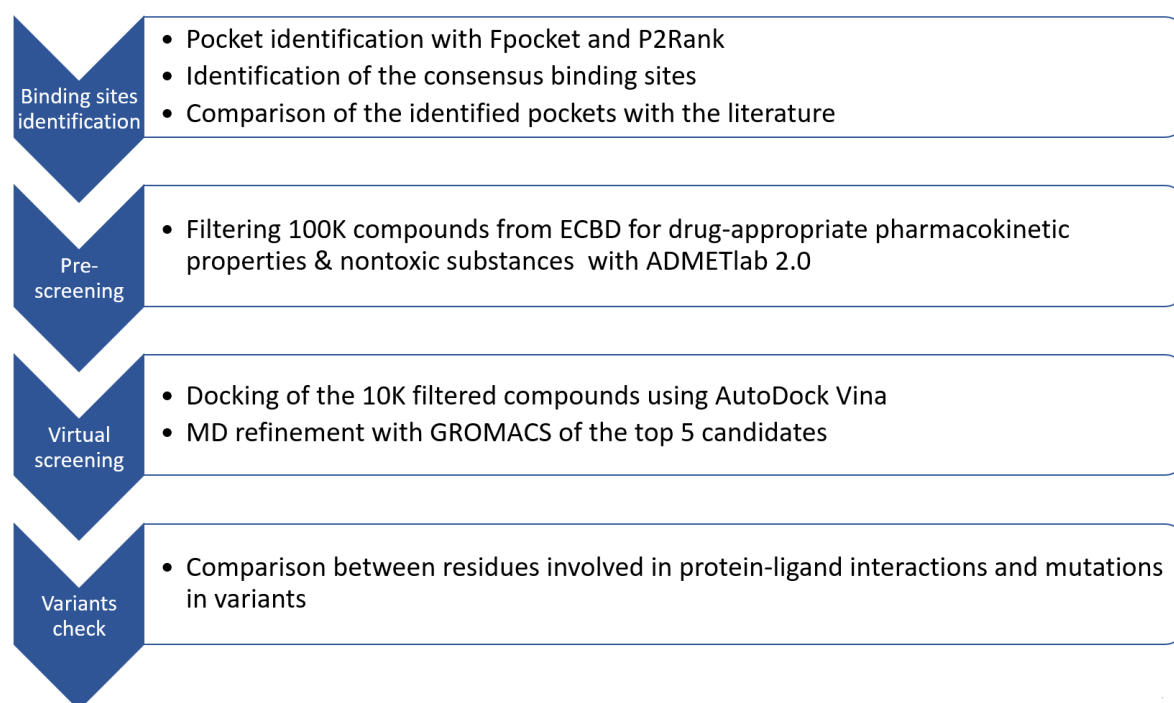 Binding sites
identification
• Pocket identification with Fpocket and P2Rank
• Identification of the consensus binding sites
• Comparison of the identified pockets with the literature
Pre-
screening
• Filtering 100K compounds from ECBD for drug-appropriate pharmacokinetic
properties & nontoxic substances  with ADMETlab 2.0
Virtual
screening
• Docking of the 10K filtered compounds using AutoDock Vina
• MD refinement with GROMACS of the top 5 candidates
Variants
check
• Comparison between residues involved in protein-ligand interactions and mutations
in variants